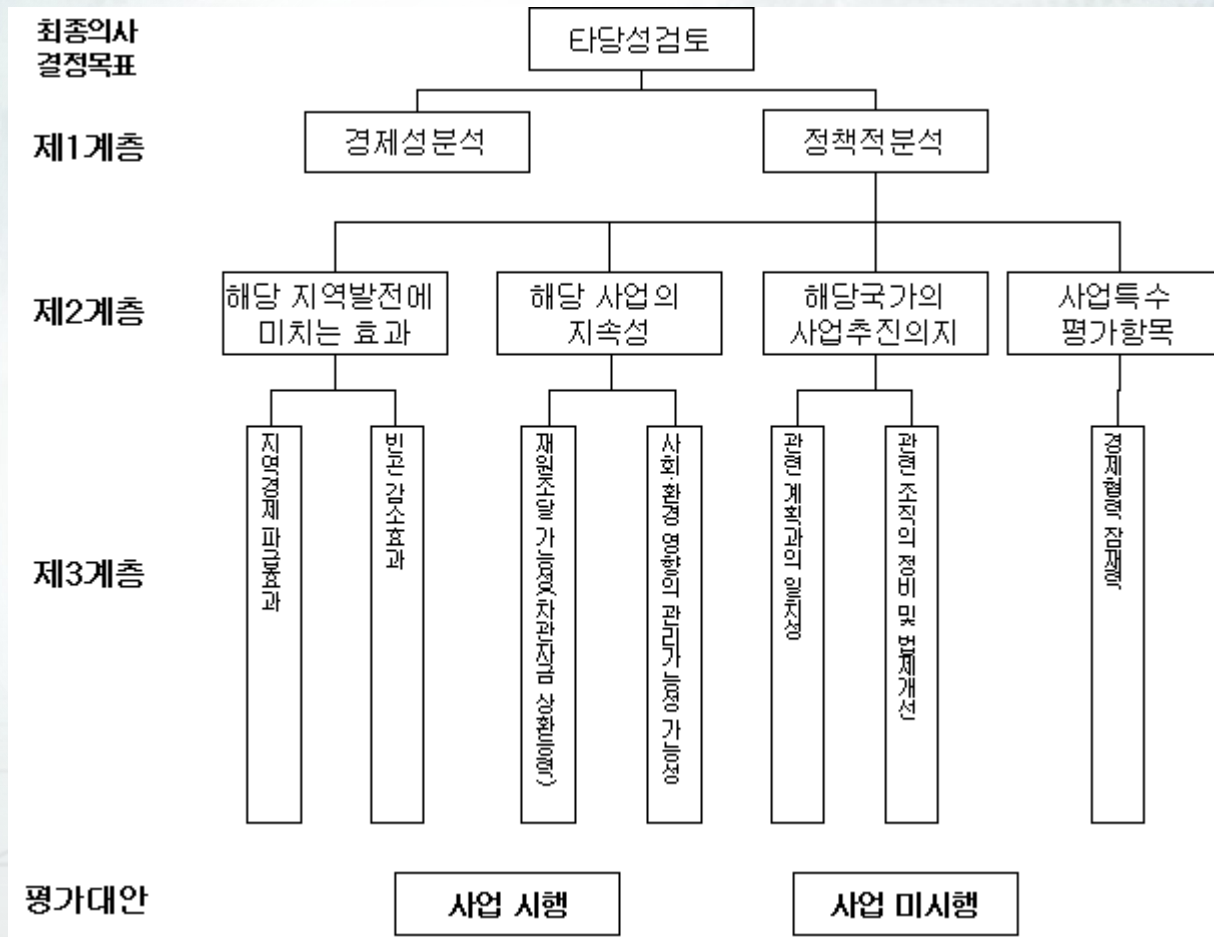 최종의사
결정목표
타당성검토
제1계층
경제성분석
정책적분석
제2계층
해당 지역발전에
미치는 효과
해당 사업의
지속성
해당국가의
사업추진의지
사업특수
평가항목
제3계층
지역경제 파급효과
빈곤 감소효과
재원조달 가능성(차관자금 상환능력)
사회·환경 영향의 관리가능성 가능성
관련 계획과의 일치성
관련 조직의 정비 및 법제개선
경제협력 잠재력
평가대안
사업 시행
사업 미시행